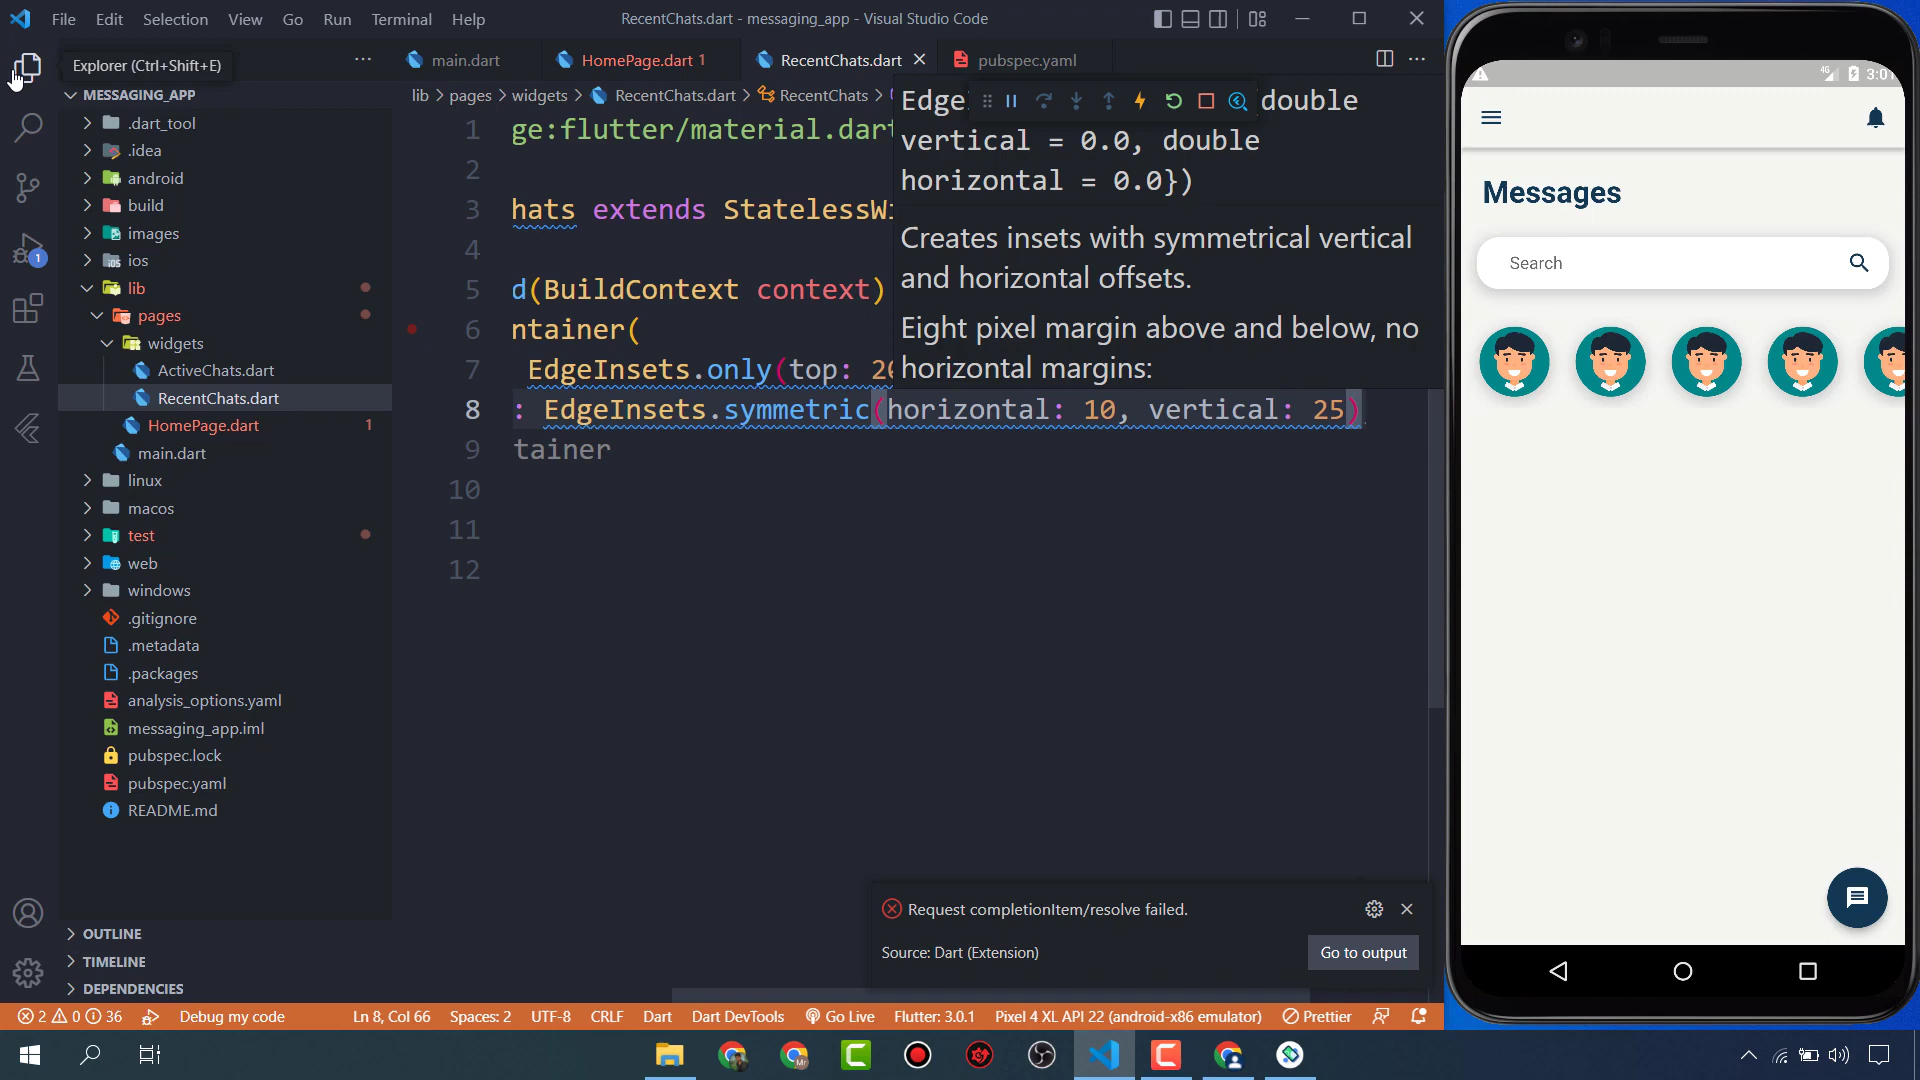 File Edit Selection View Go Run Terminal Help
RecentChats.dart - messaging_app - Visual Studio Code
Explorer (Ctrl+Shift+E)
main.dart
HomePage.dart 1
RecentChats.dart
pubspec.yaml
MESSAGING_APP
lib > pages > widgets > RecentChats.dart > RecentChats >
.dart_tool
.idea
android
build
images
ios
lib
pages
widgets
ActiveChats.dart
RecentChats.dart
HomePage.dart 1
main.dart
linux
macos
test
web
windows
.gitignore
.metadata
.packages
analysis_options.yaml
messaging_app.iml
pubspec.lock
pubspec.yaml
README.md
OUTLINE
TIMELINE
DEPENDENCIES
1 ge:flutter/material.dart
2
3 hats extends StatelessWi
4
5 d(BuildContext context)
6 ntainer(
7 EdgeInsets.only(top: 20
8 : EdgeInsets.symmetric(horizontal: 10, vertical: 25)
9 tainer
10
11
12
Edge double
vertical = 0.0, double
horizontal = 0.0})
Creates insets with symmetrical vertical
and horizontal offsets.
Eight pixel margin above and below, no
horizontal margins:
Request completionItem/resolve failed.
Source: Dart (Extension)
Go to output
1
2 0 36 Debug my code
Ln 8, Col 66 Spaces: 2 UTF-8 CRLF Dart Dart DevTools Go Live Flutter: 3.0.1 Pixel 4 XL API 22 (android-x86 emulator) Prettier
4G 3:01
Messages
Search